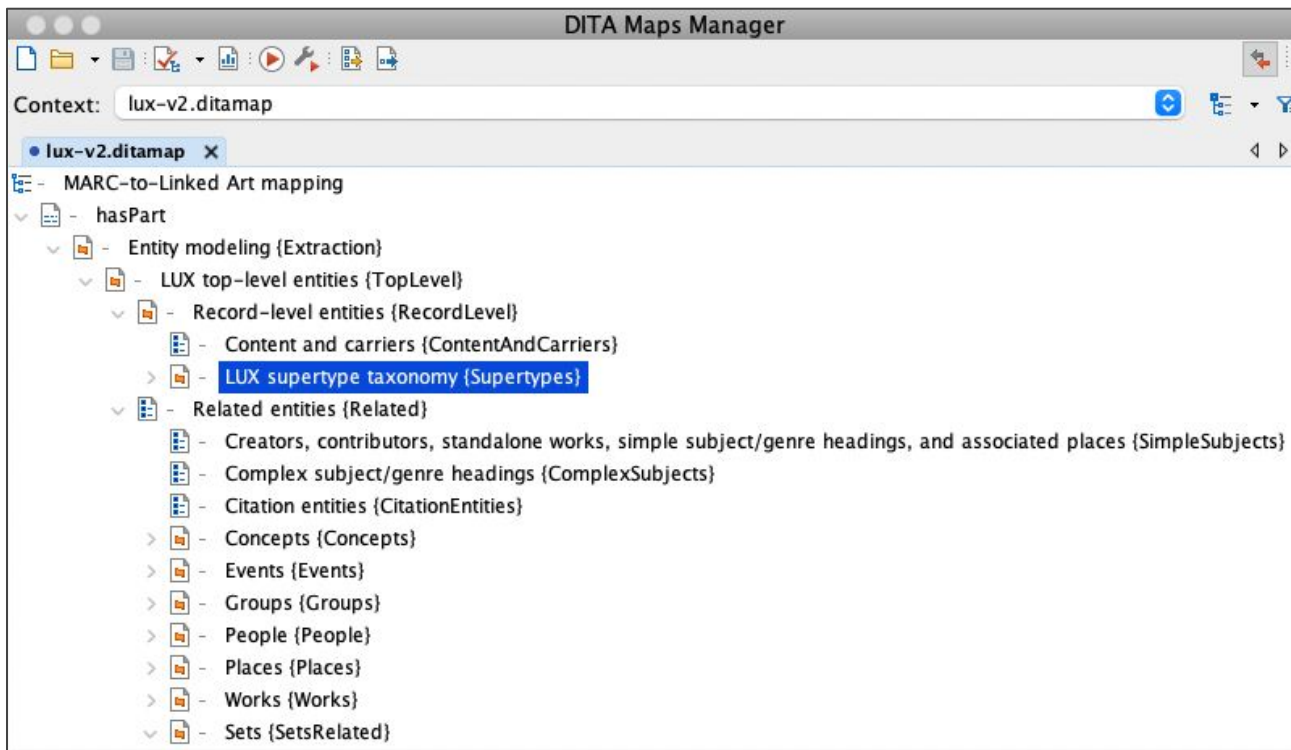 DITA Maps Manager
Context: lux-v2.ditamap
lux-v2.ditamap
- MARC-to-Linked Art mapping
- hasPart
- Entity modeling {Extraction}
- LUX top-level entities {TopLevel}
- Record-level entities {RecordLevel}
- Content and carriers {ContentAndCarriers}
- LUX supertype taxonomy {Supertypes}
- Related entities {Related}
- Creators, contributors, standalone works, simple subject/genre headings, and associated places {SimpleSubjects}
- Complex subject/genre headings {ComplexSubjects}
- Citation entities {CitationEntities}
- Concepts {Concepts}
- Events {Events}
- Groups {Groups}
- People {People}
- Places {Places}
- Works {Works}
- Sets {SetsRelated}